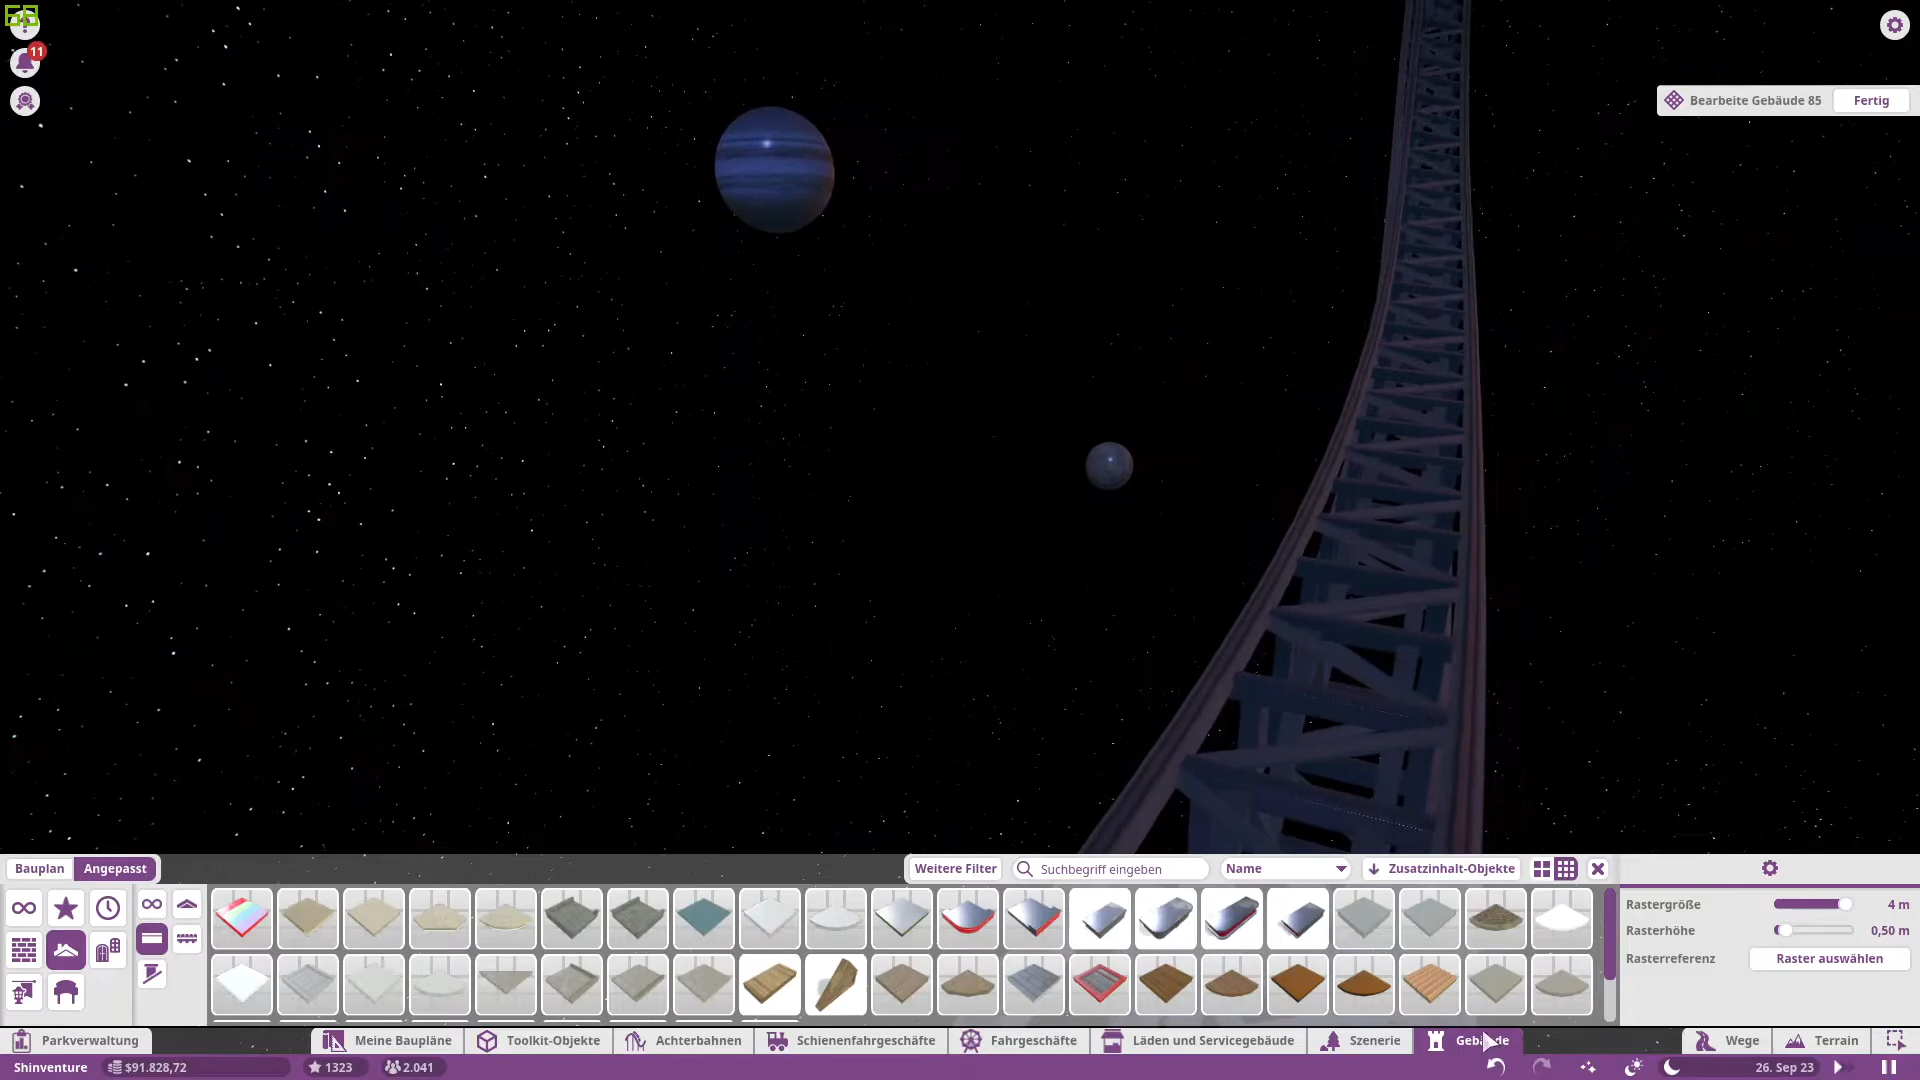 68
11
Bearbeite Gebäude 85
Fertig
Bauplan
Angepasst
Weitere Filter
Suchbegriff eingeben
Name
Zusatzinhalt-Objekte
Rastergröße
4 m
Rasterhöhe
0,50 m
Rasterreferenz
Raster auswählen
Parkverwaltung
Meine Baupläne
Toolkit-Objekte
Achterbahnen
Schienenfahrgeschäfte
Fahrgeschäfte
Läden und Servicegebäude
Szenerie
Gebäude
Wege
Terrain
Shinventure
$91.828,72
1323
2.041
26. Sep 23